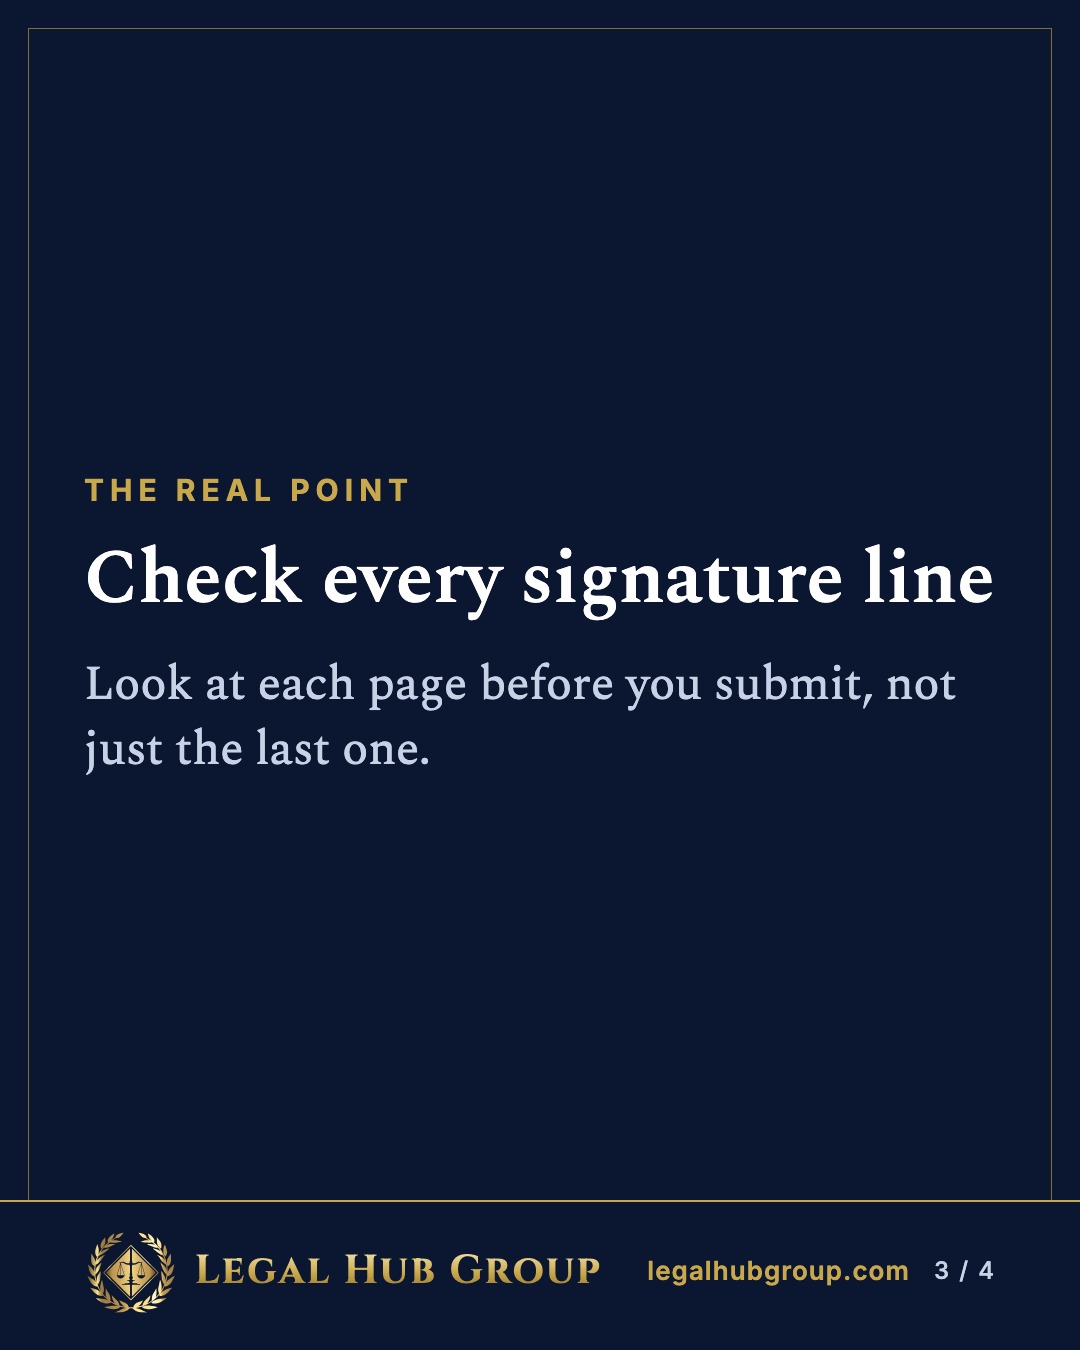 THE REAL POINT
Check every signature line
Look at each page before you submit, not
just the last one.
LEGAL HUB GROUP legalhubgroup.com 3 / 4